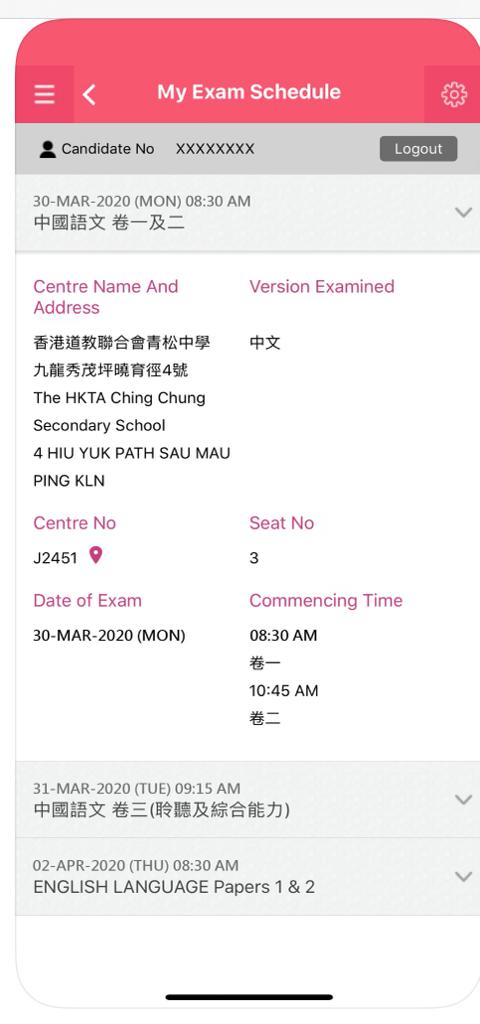 My Exam Schedule
Candidate No XXXXXXXX Logout
30-MAR-2020 (MON) 08:30 AM
中國語文 卷一及二
Centre Name And
Address
香港道教聯合會青松中學
九龍秀茂坪曉育徑4號
The HKTA Ching Chung
Secondary School
4 HIU YUK PATH SAU MAU
PING KLN
Version Examined
中文
Centre No
J2451
Seat No
3
Date of Exam
30-MAR-2020 (MON)
Commencing Time
08:30 AM
卷一
10:45 AM
卷二
31-MAR-2020 (TUE) 09:15 AM
中國語文 卷三(聆聽及綜合能力)
02-APR-2020 (THU) 08:30 AM
ENGLISH LANGUAGE Papers 1 & 2